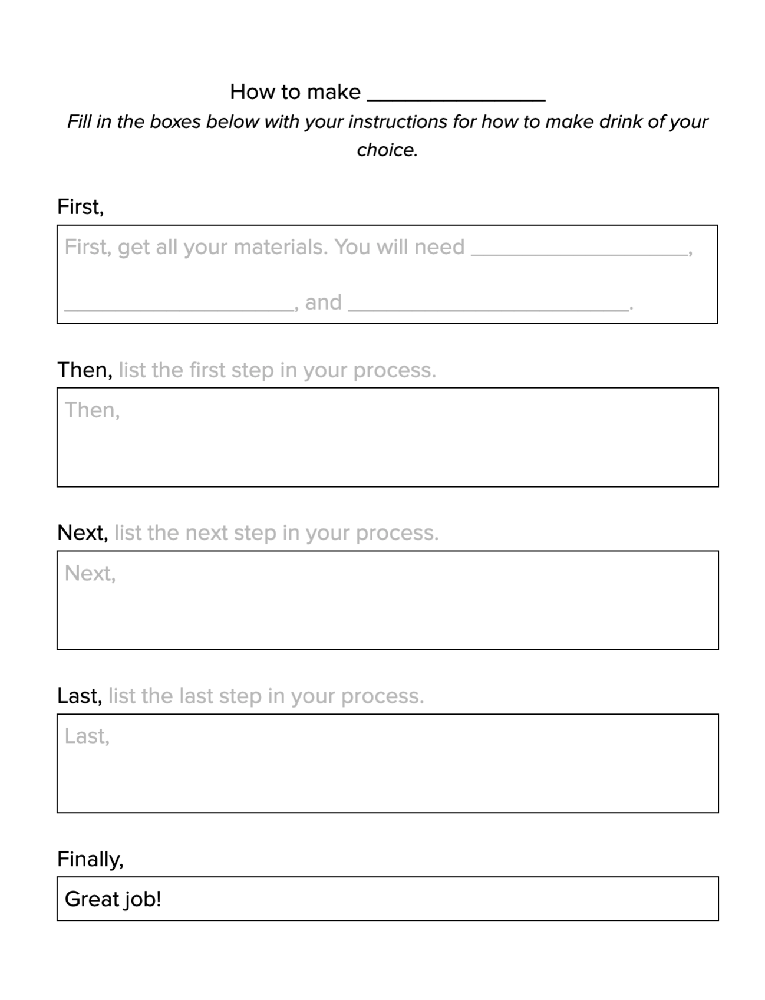 How to make ______________
Fill in the boxes below with your instructions for how to make drink of your
choice.
First,
First, get all your materials. You will need _________________,
__________________, and ______________________.
Then, list the first step in your process.
Then,
Next, list the next step in your process.
Next,
Last, list the last step in your process.
Last,
Finally,
Great job!